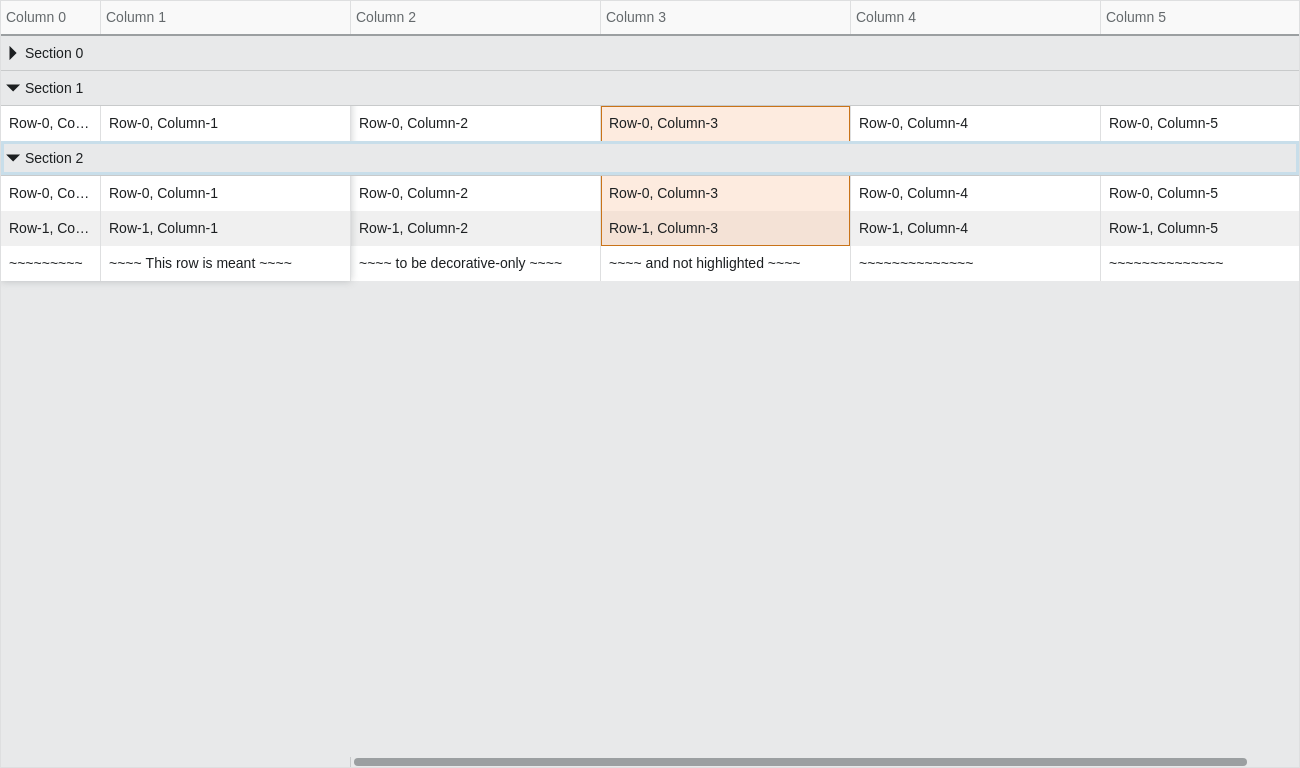 Column 0 Column 1 Column 2 Column 3 Column 4 Column 5
Section 0
Section 1
Row-0, Co… Row-0, Column-1 Row-0, Column-2 Row-0, Column-3 Row-0, Column-4 Row-0, Column-5
Section 2
Row-0, Co… Row-0, Column-1 Row-0, Column-2 Row-0, Column-3 Row-0, Column-4 Row-0, Column-5
Row-1, Co… Row-1, Column-1 Row-1, Column-2 Row-1, Column-3 Row-1, Column-4 Row-1, Column-5
~~~~~~~~~ ~~~~ This row is meant ~~~~ ~~~~ to be decorative-only ~~~~ ~~~~ and not highlighted ~~~~ ~~~~~~~~~~~~~~ ~~~~~~~~~~~~~~